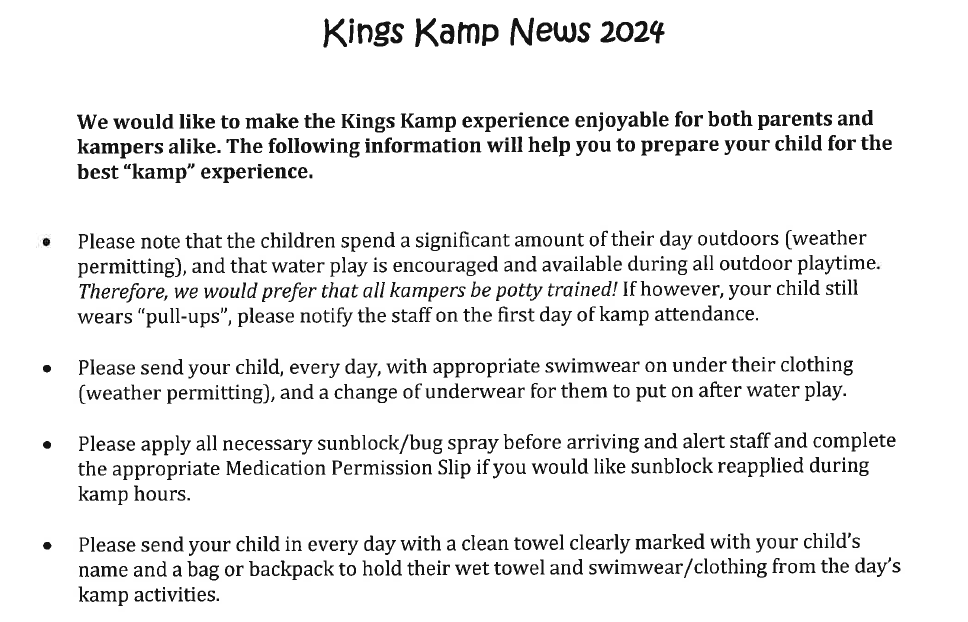 Kings Kamp News 2024
We would like to make the Kings Kamp experience enjoyable for both parents and
kampers alike. The following information will help you to prepare your child for the
best “kamp” experience.
• Please note that the children spend a significant amount of their day outdoors (weather
permitting), and that water play is encouraged and available during all outdoor playtime.
Therefore, we would prefer that all kampers be potty trained! If however, your child still
wears “pull-ups”, please notify the staff on the first day of kamp attendance.
• Please send your child, every day, with appropriate swimwear on under their clothing
(weather permitting), and a change of underwear for them to put on after water play.
• Please apply all necessary sunblock/bug spray before arriving and alert staff and complete
the appropriate Medication Permission Slip if you would like sunblock reapplied during
kamp hours.
• Please send your child in every day with a clean towel clearly marked with your child’s
name and a bag or backpack to hold their wet towel and swimwear/clothing from the day’s
kamp activities.